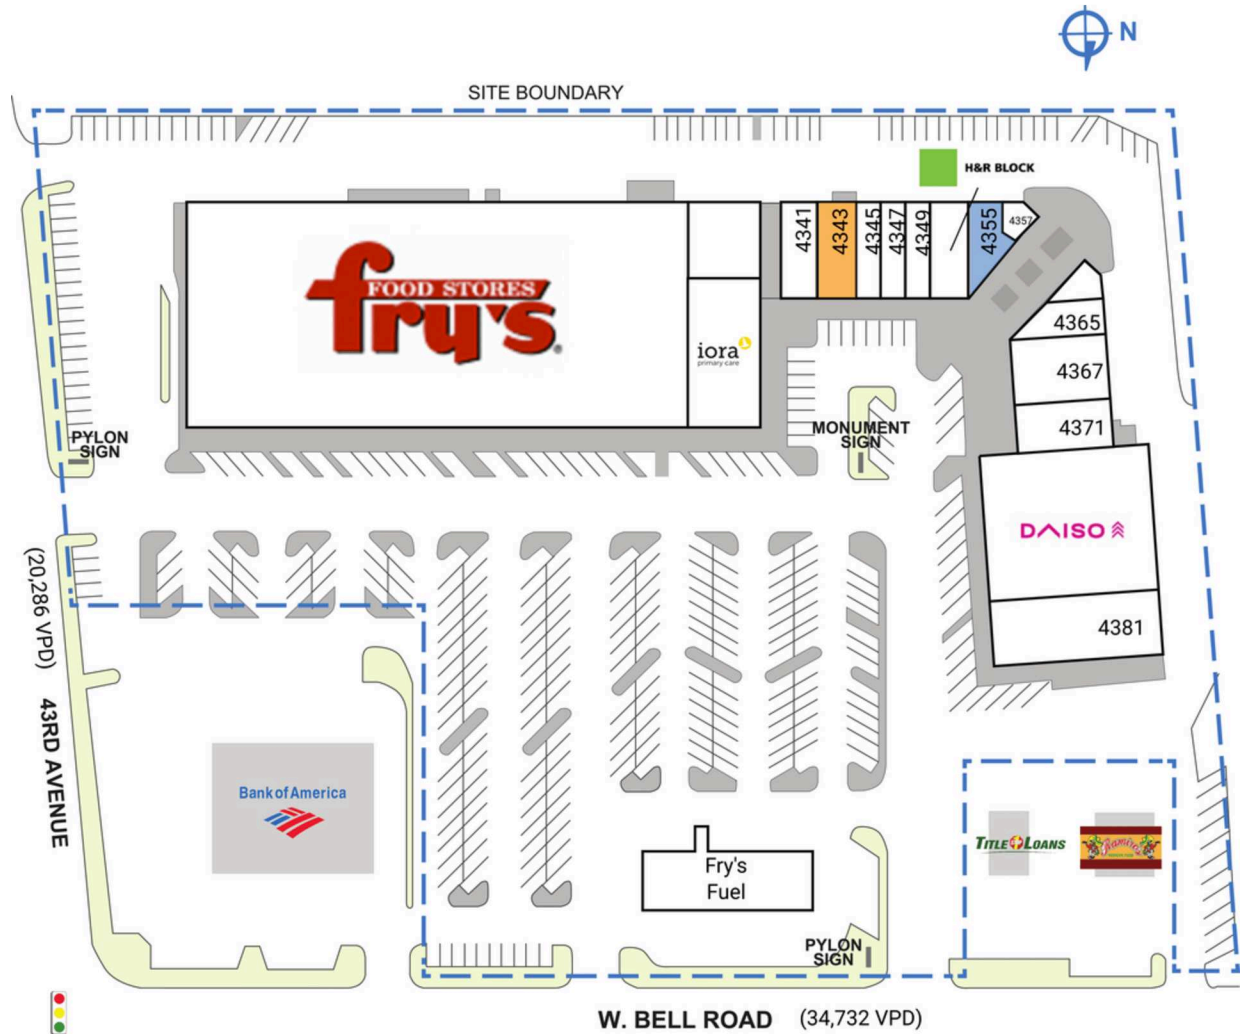 N
SITE BOUNDARY
H&R BLOCK
4341
4343
4345
4347
4349
4355
4357
fry's
FOOD STORES
®
iora
primary care
4365
4367
4371
PYLON
SIGN
MONUMENT
SIGN
DAISO
4381
(20,286 VPD)
43RD AVENUE
Bank of America
TITLE LOANS
Ramiro's
Fry's
Fuel
PYLON
SIGN
W. BELL ROAD (34,732 VPD)